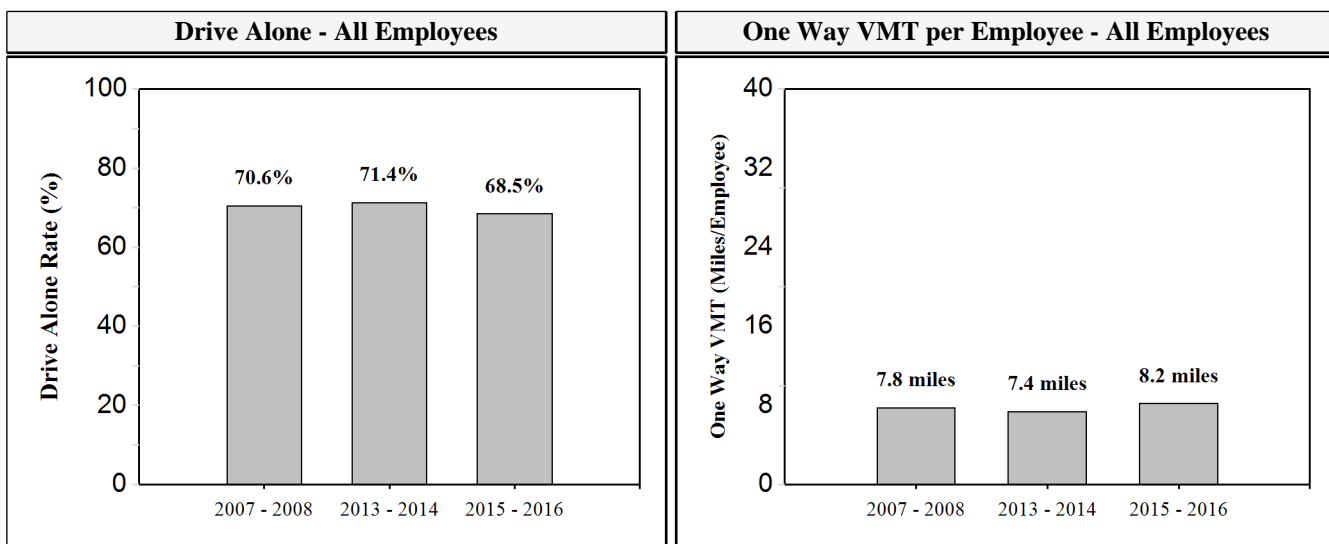 Drive Alone - All Employees
100
80
60
40
20
0
Drive Alone Rate (%)
70.6%
71.4%
68.5%
2007 - 2008
2013 - 2014
2015 - 2016
One Way VMT per Employee - All Employees
40
32
24
16
8
0
One Way VMT (Miles/Employee)
7.8 miles
7.4 miles
8.2 miles
2007 - 2008
2013 - 2014
2015 - 2016